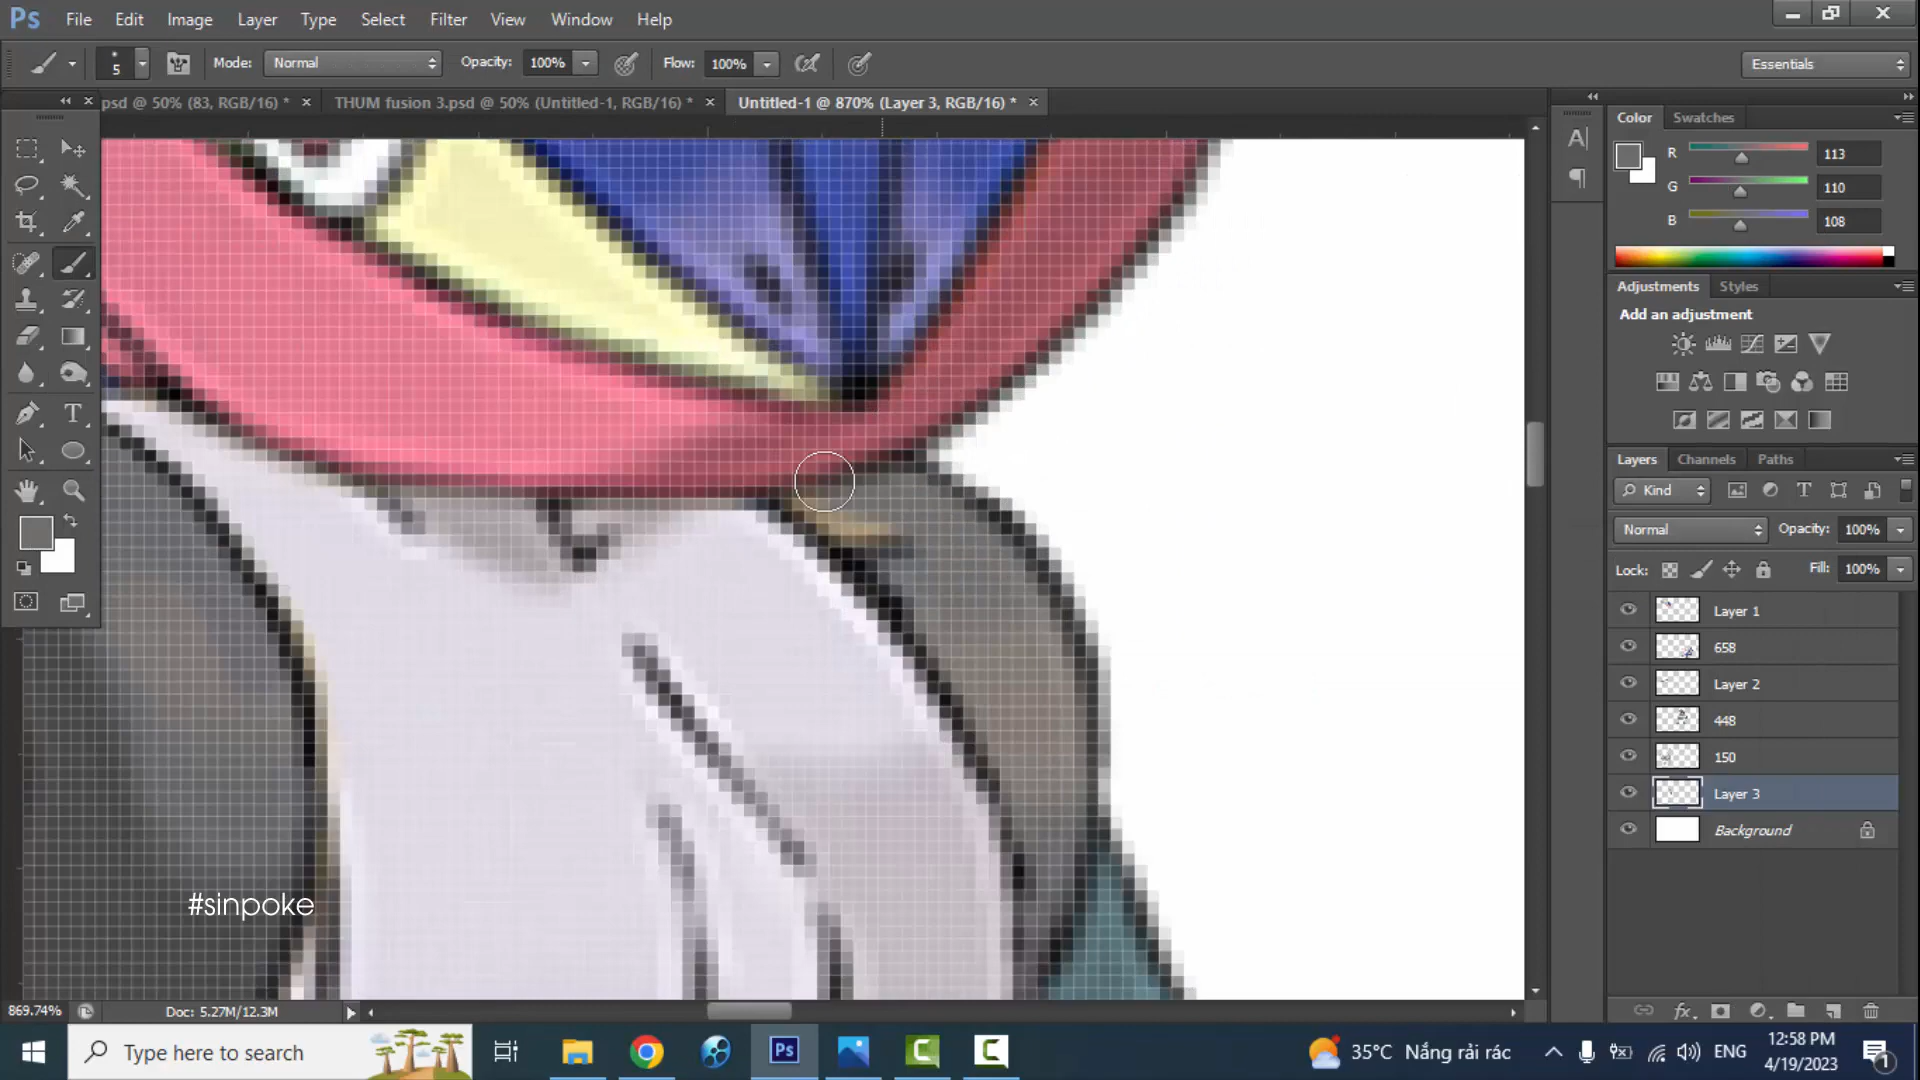 Ps File Edit Image Layer Type Select Filter View Window Help
5 Mode: Normal Opacity: 100% Flow: 100% Essentials
psd @ 50% (83, RGB/16) * × THUM fusion 3.psd @ 50% (Untitled-1, RGB/16) * × Untitled-1 @ 870% (Layer 3, RGB/16) * ×
Color Swatches
R 113
G 110
B 108
Adjustments Styles
Add an adjustment
Layers Channels Paths
Kind
Normal Opacity: 100%
Lock: Fill: 100%
Layer 1
658
Layer 2
448
150
Layer 3
Background
#sinpoke
869.74% Doc: 5.27M/12.3M
Type here to search
35°C Nắng rải rác ENG 12:58 PM
4/19/2023
1